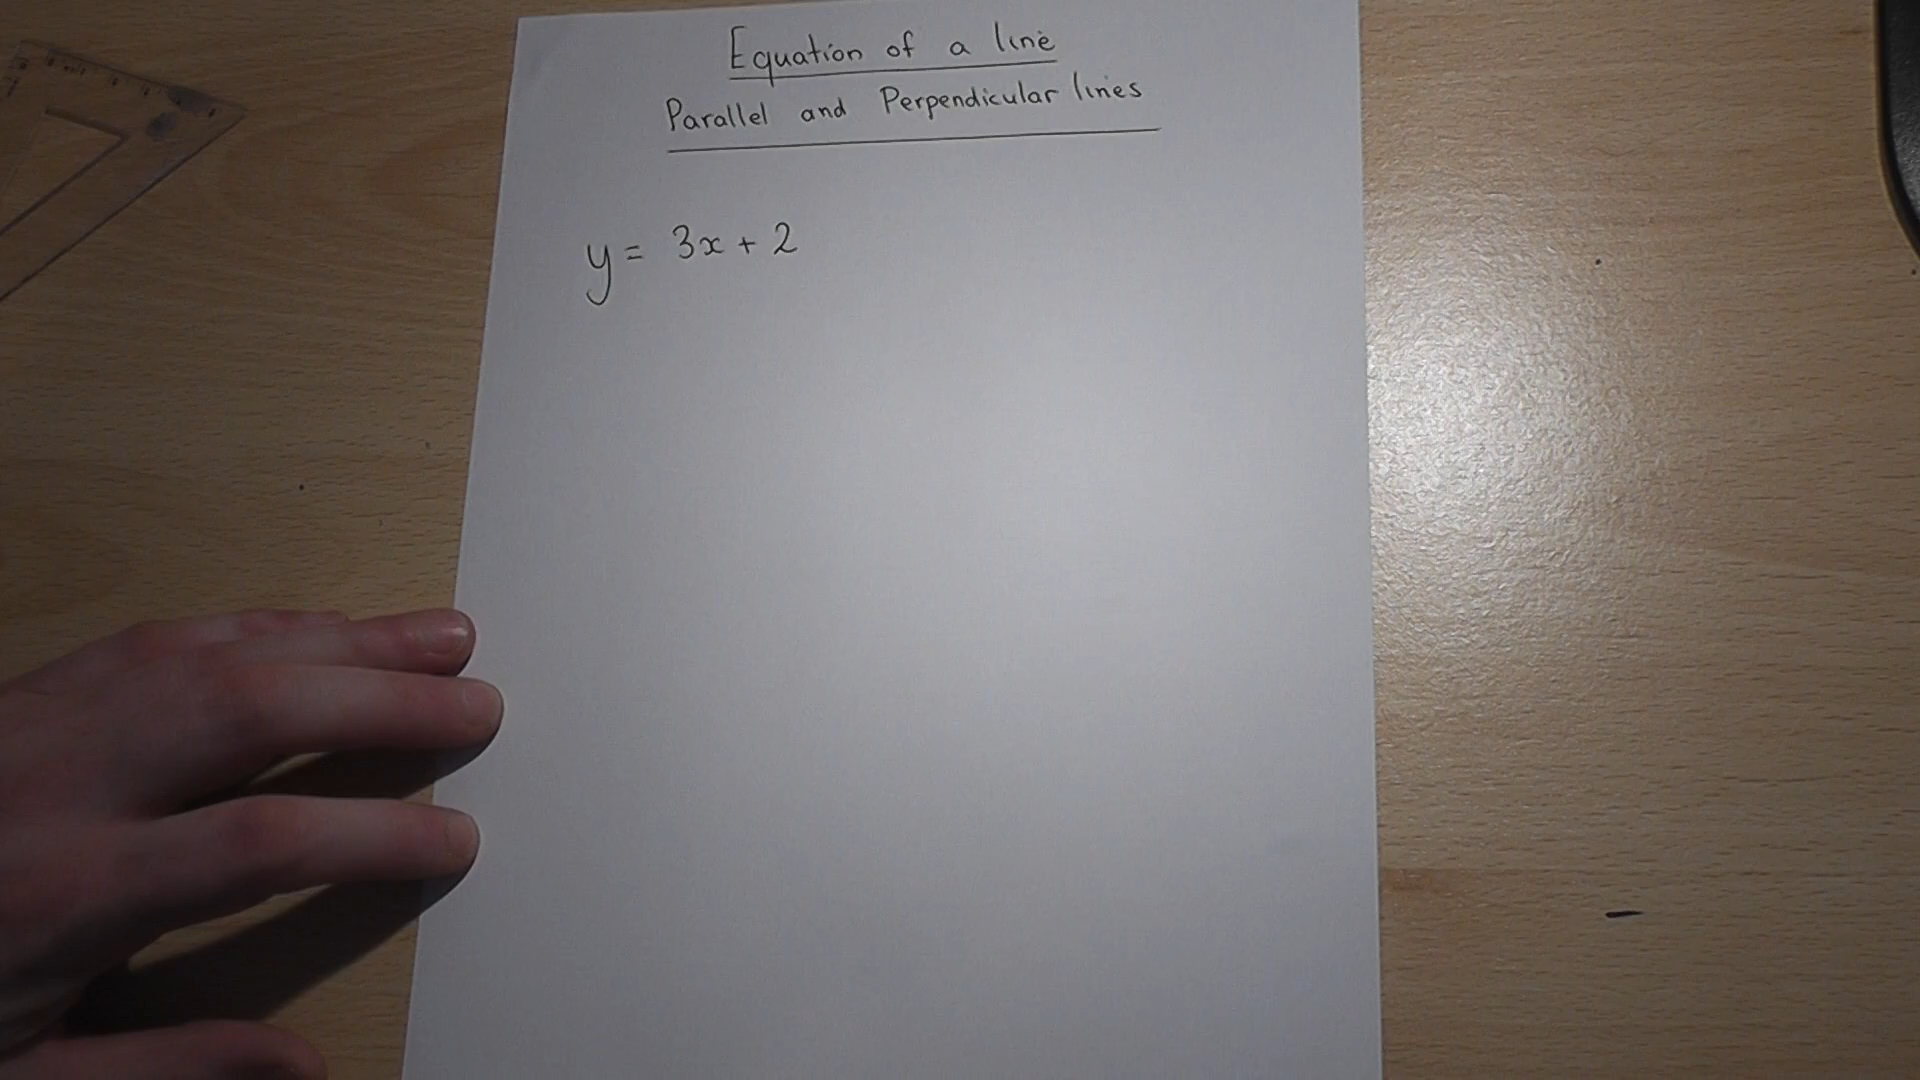 Equation of a line
Parallel and Perpendicular lines
y = 3x + 2